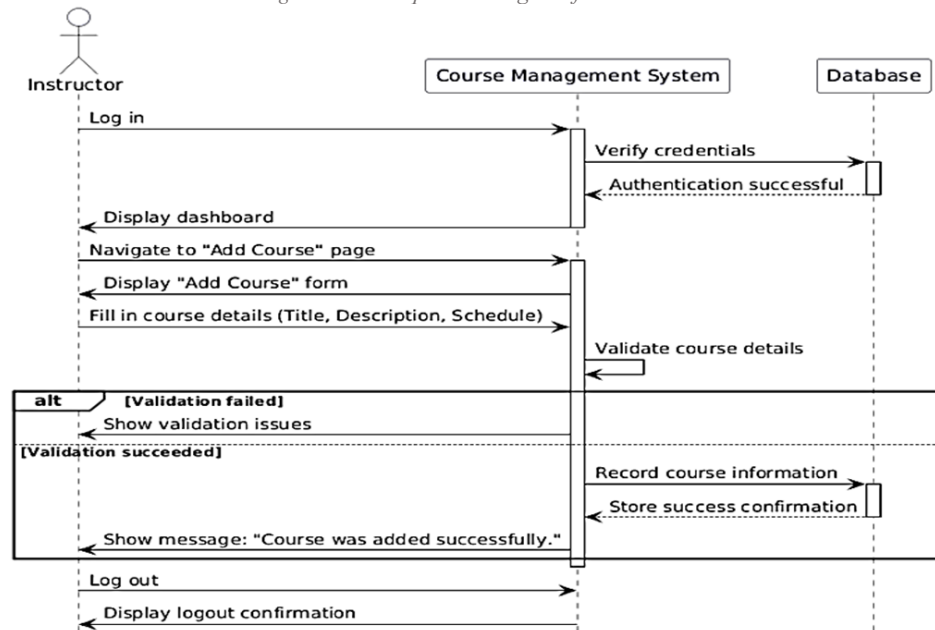 Instructor
Course Management System
Database
Log in
Verify credentials
Authentication successful
Display dashboard
Navigate to "Add Course" page
Display "Add Course" form
Fill in course details (Title, Description, Schedule)
Validate course details
alt [Validation failed]
Show validation issues
[Validation succeeded]
Record course information
Store success confirmation
Show message: "Course was added successfully."
Log out
Display logout confirmation